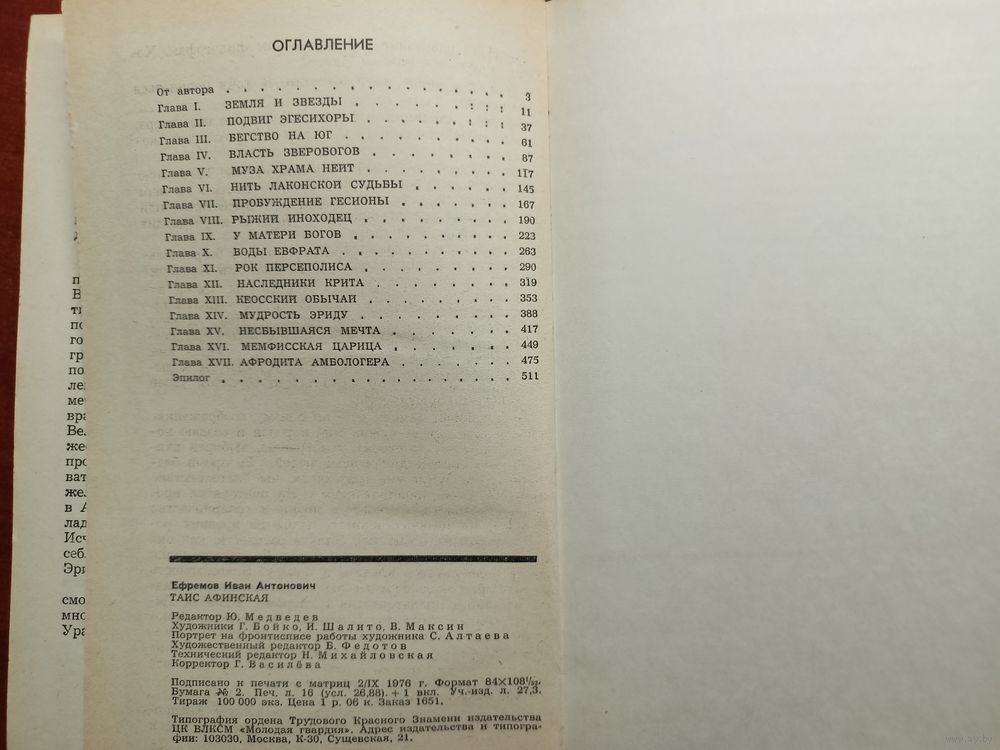 ОГЛАВЛЕНИЕ
От автора . . . . . . . . . . . . . . . . 3
Глава I. ЗЕМЛЯ И ЗВЕЗДЫ . . . . . . . . . 11
Глава II. ПОДВИГ ЭГЕСИХОРЫ . . . . . . . . 37
Глава III. БЕГСТВО НА ЮГ . . . . . . . . . 61
Глава IV. ВЛАСТЬ ЗВЕРОБОГОВ . . . . . . . . 87
Глава V. МУЗА ХРАМА НЕИТ . . . . . . . . . 117
Глава VI. НИТЬ ЛАКОНСКОЙ СУДЬБЫ . . . . . . 145
Глава VII. ПРОБУЖДЕНИЕ ГЕСИОНЫ . . . . . . . 167
Глава VIII. РЫЖИЙ ИНОХОДЕЦ . . . . . . . . . 190
Глава IX. У МАТЕРИ БОГОВ . . . . . . . . . 223
Глава X. ВОДЫ ЕВФРАТА . . . . . . . . . . 263
Глава XI. РОК ПЕРСЕПОЛИСА . . . . . . . . . 290
Глава XII. НАСЛЕДНИКИ КРИТА . . . . . . . . 319
Глава XIII. КЕОССКИЙ ОБЫЧАЙ . . . . . . . . . 353
Глава XIV. МУДРОСТЬ ЭРИДУ . . . . . . . . . 388
Глава XV. НЕСБЫВШАЯСЯ МЕЧТА . . . . . . . . 417
Глава XVI. МЕМФИССКАЯ ЦАРИЦА . . . . . . . . 449
Глава XVII. АФРОДИТА АМБОЛОГЕРА . . . . . . . 475
Эпилог . . . . . . . . . . . . . . . . . 511
Ефремов Иван Антонович
ТАИС АФИНСКАЯ
Редактор Ю. Медведев
Художники Г. Бойко, И. Шалито, В. Максин
Портрет на фронтисписе работы художника С. Алтаева
Художественный редактор Б. Федотов
Технический редактор Н. Михайловская
Корректор Г. Василёва
Подписано к печати с матриц 2/IX 1976 г. Формат 84×108¹/₃₂.
Бумага № 2. Печ. л. 16 (усл. 26,88). + 1 вкл. Уч.-изд. л. 27,3.
Тираж 100 000 экз. Цена 1 р. 06 к. Заказ 1651.
Типография ордена Трудового Красного Знамени издательства
ЦК ВЛКСМ «Молодая гвардия». Адрес издательства и типогра-
фии: 103030, Москва, К-30, Сущевская, 21.